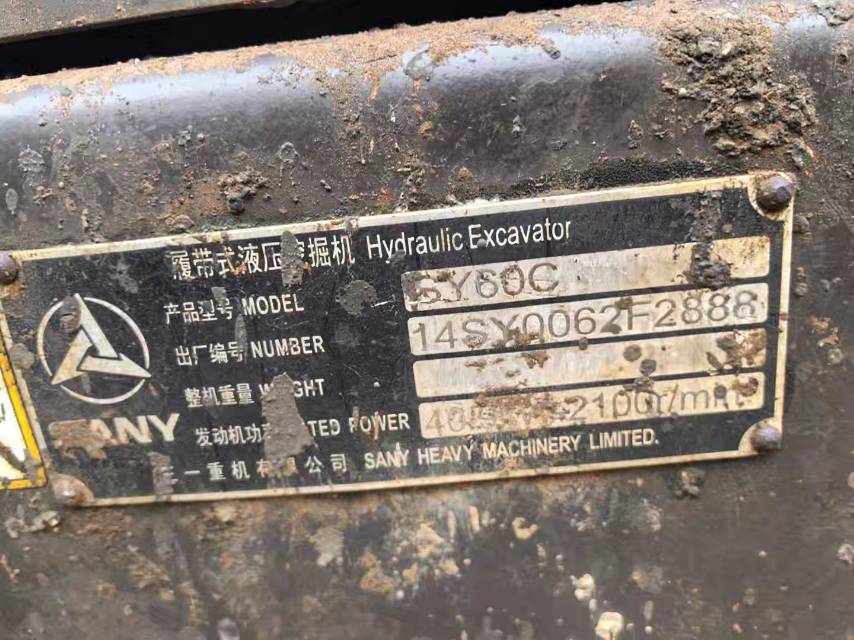 履带式液压挖掘机 Hydraulic Excavator
产品型号 MODEL SY60C
出厂编号 NUMBER 14SY0062F2888
整机重量 WEIGHT
SANY
发动机功 RATED POWER 2100r/min
一重机有限公司 SANY HEAVY MACHINERY LIMITED.